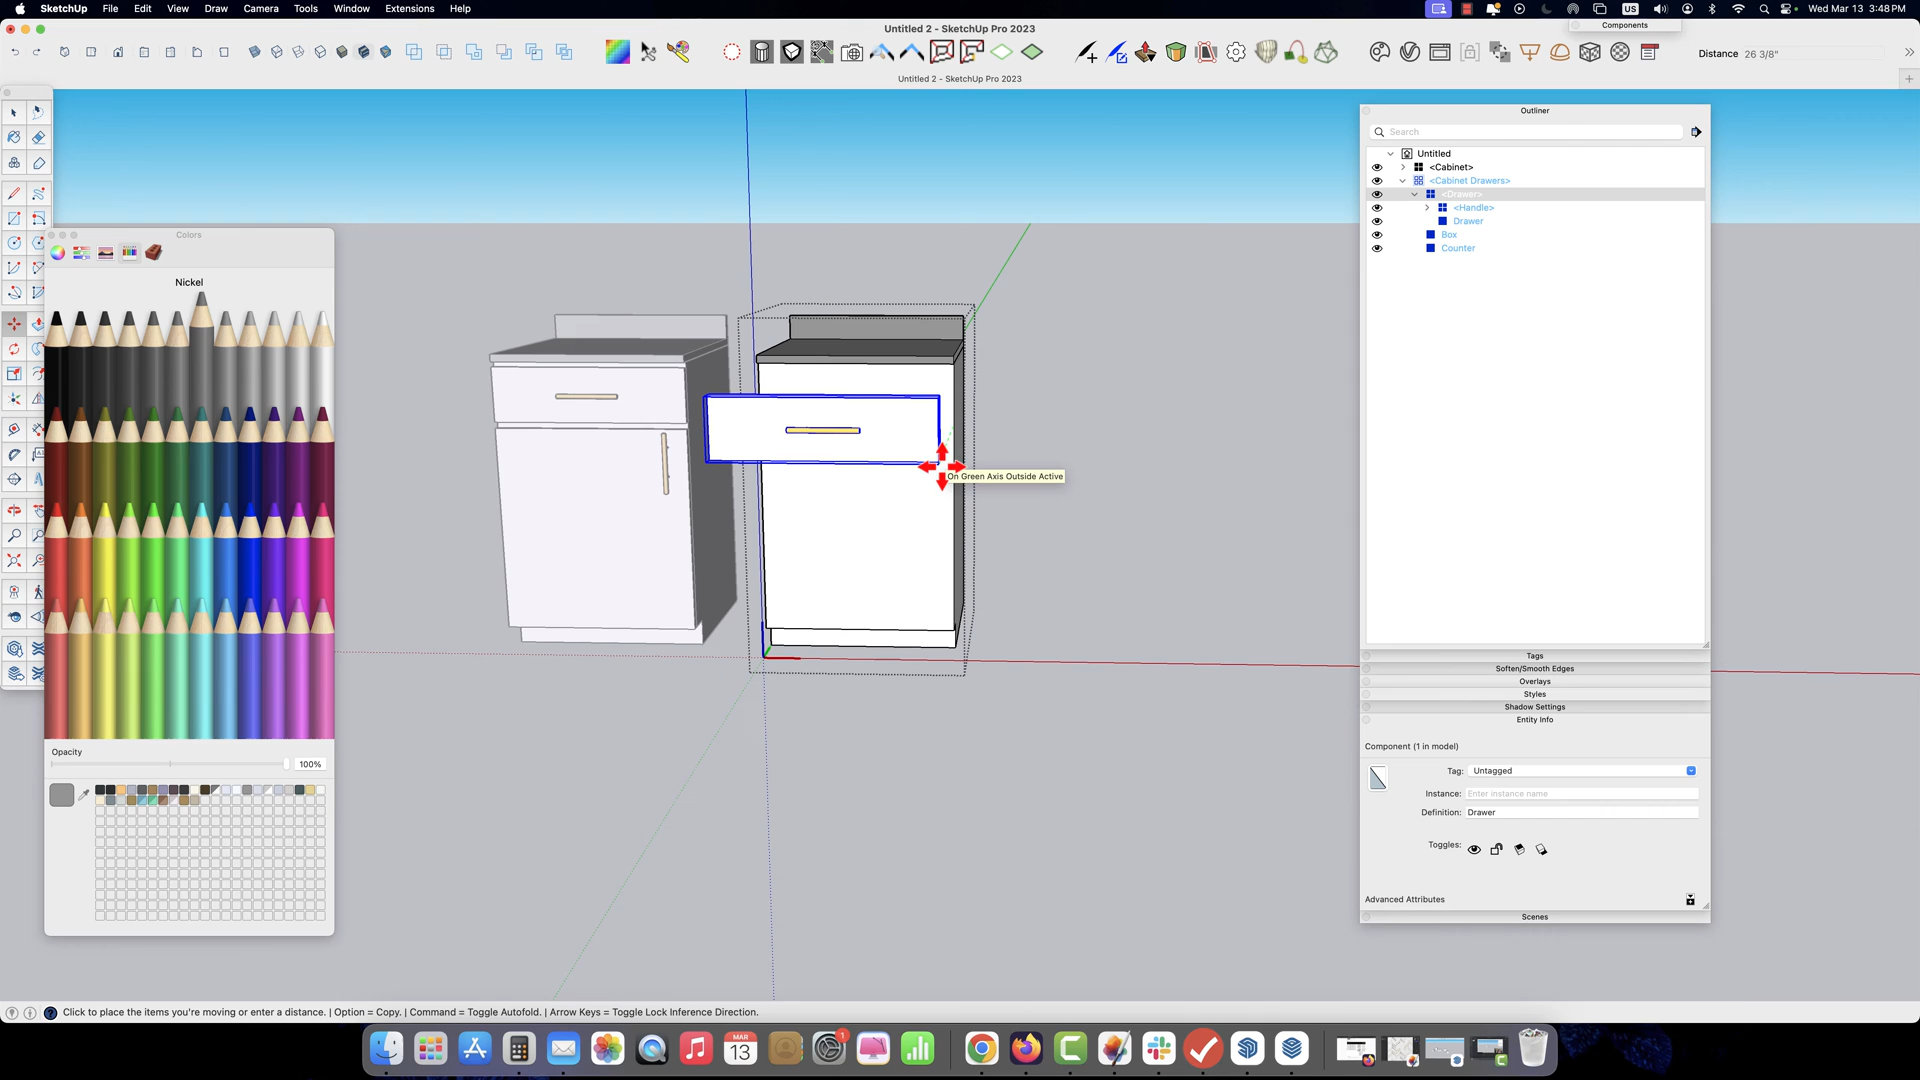 SketchUp File Edit View Draw Camera Tools Window Extensions Help
US
Wed Mar 13 3:48 PM
Components
Untitled 2 - SketchUp Pro 2023
Distance 26 3/8"
Untitled 2 - SketchUp Pro 2023
Outliner
Search
Untitled
<Cabinet>
<Cabinet Drawers>
<Drawer>
<Handle>
Drawer
Box
Counter
Colors
Nickel
On Green Axis Outside Active
Opacity
100%
Tags
Soften/Smooth Edges
Overlays
Styles
Shadow Settings
Entity Info
Component (1 in model)
Tag: Untagged
Instance: Enter instance name
Definition: Drawer
Toggles:
Advanced Attributes
Scenes
Click to place the items you're moving or enter a distance. | Option = Copy. | Command = Toggle Autofold. | Arrow Keys = Toggle Lock Inference Direction.
MAR
13
1